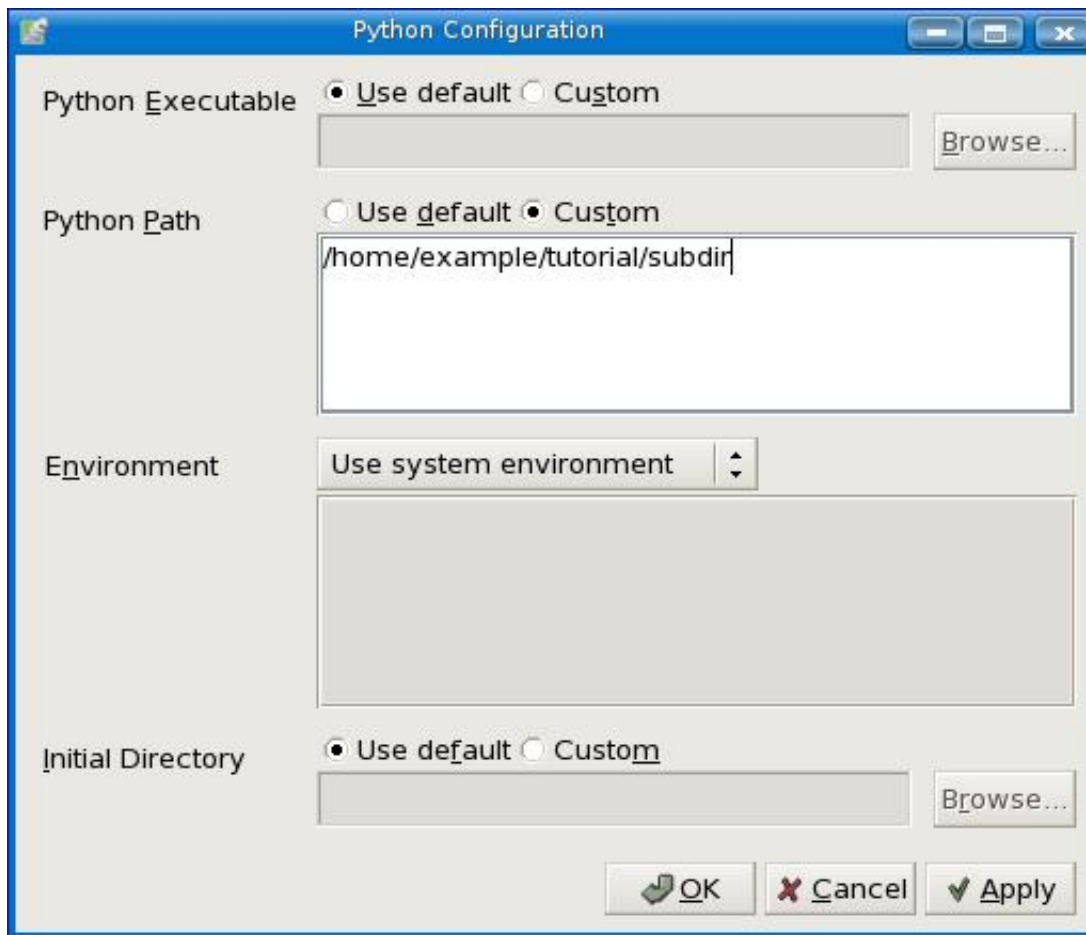 Python Configuration
Python Executable
Use default Custom
Browse...
Python Path
Use default Custom
/home/example/tutorial/subdir
Environment
Use system environment
Initial Directory
Use default Custom
Browse...
OK Cancel Apply